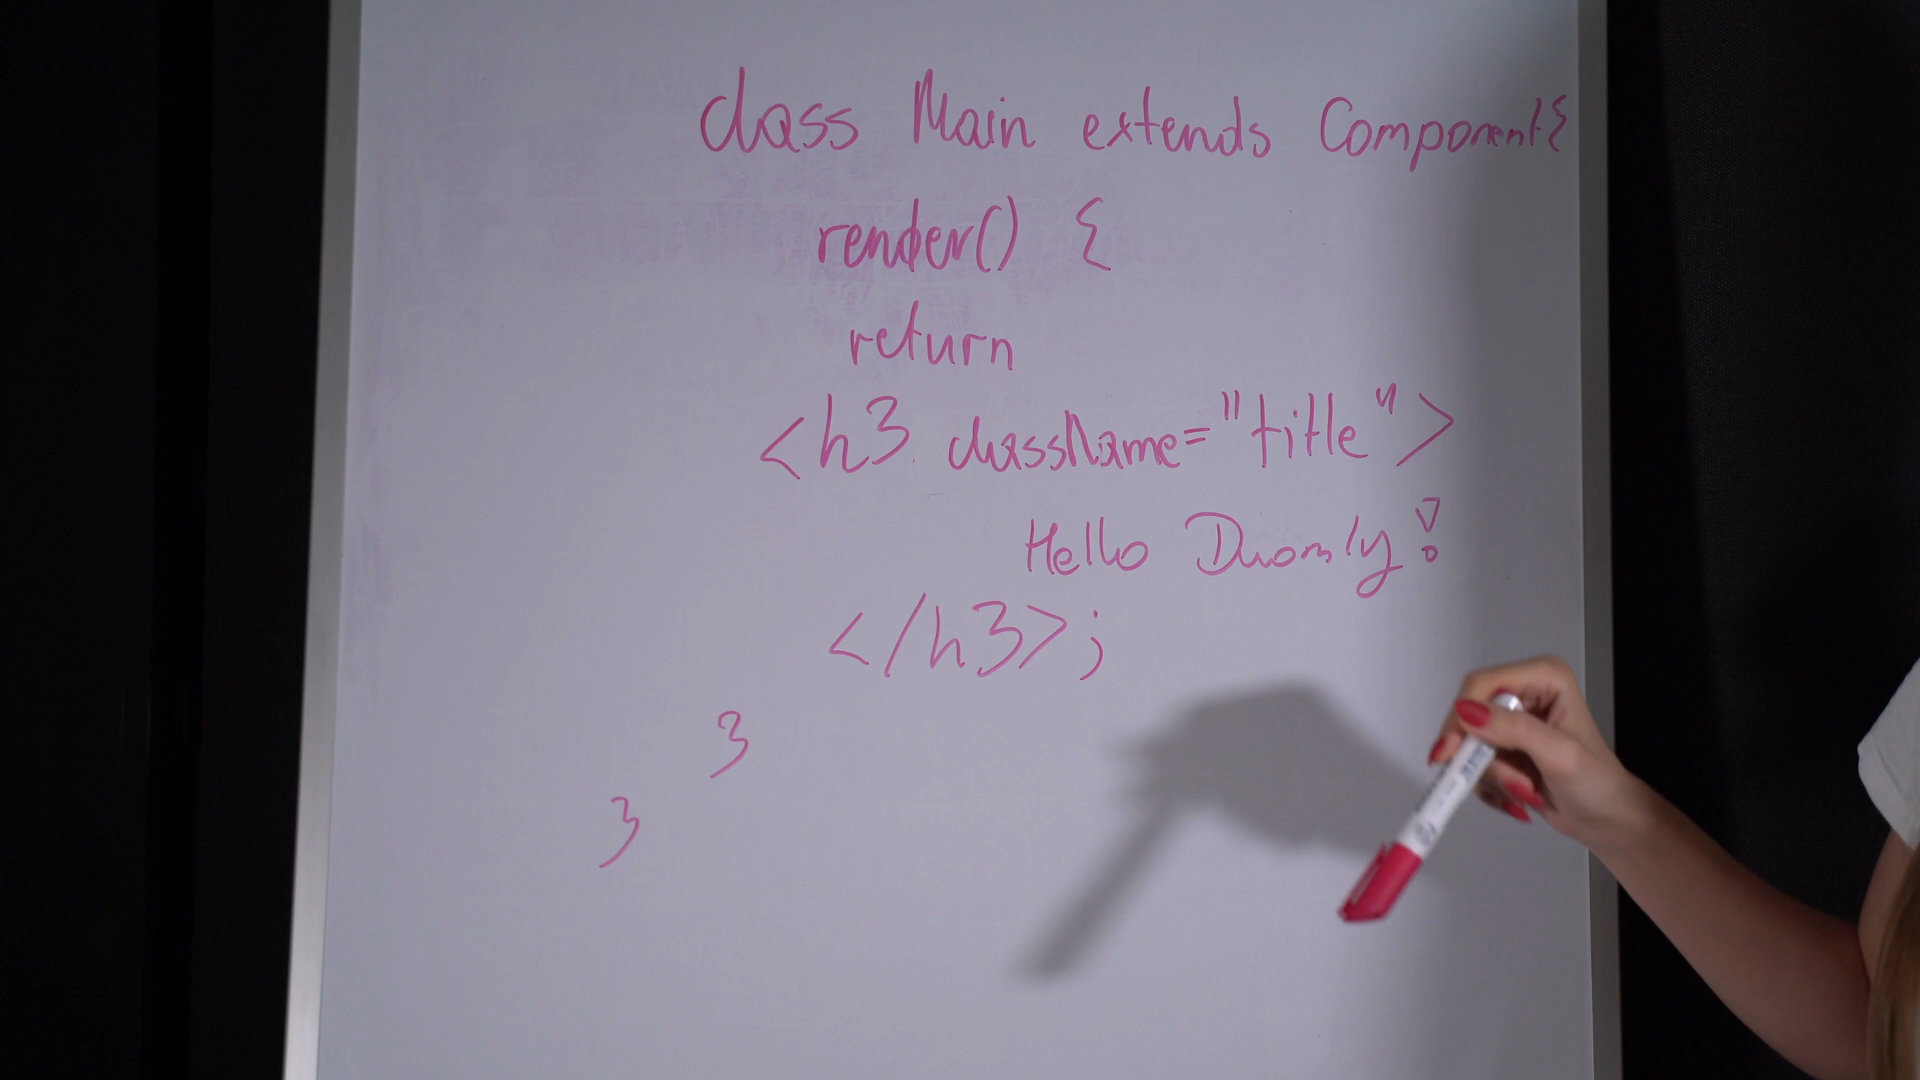 class Main extends Component{
render() {
return
<h3 className="title">
Hello Duomly!
</h3>;
}
}